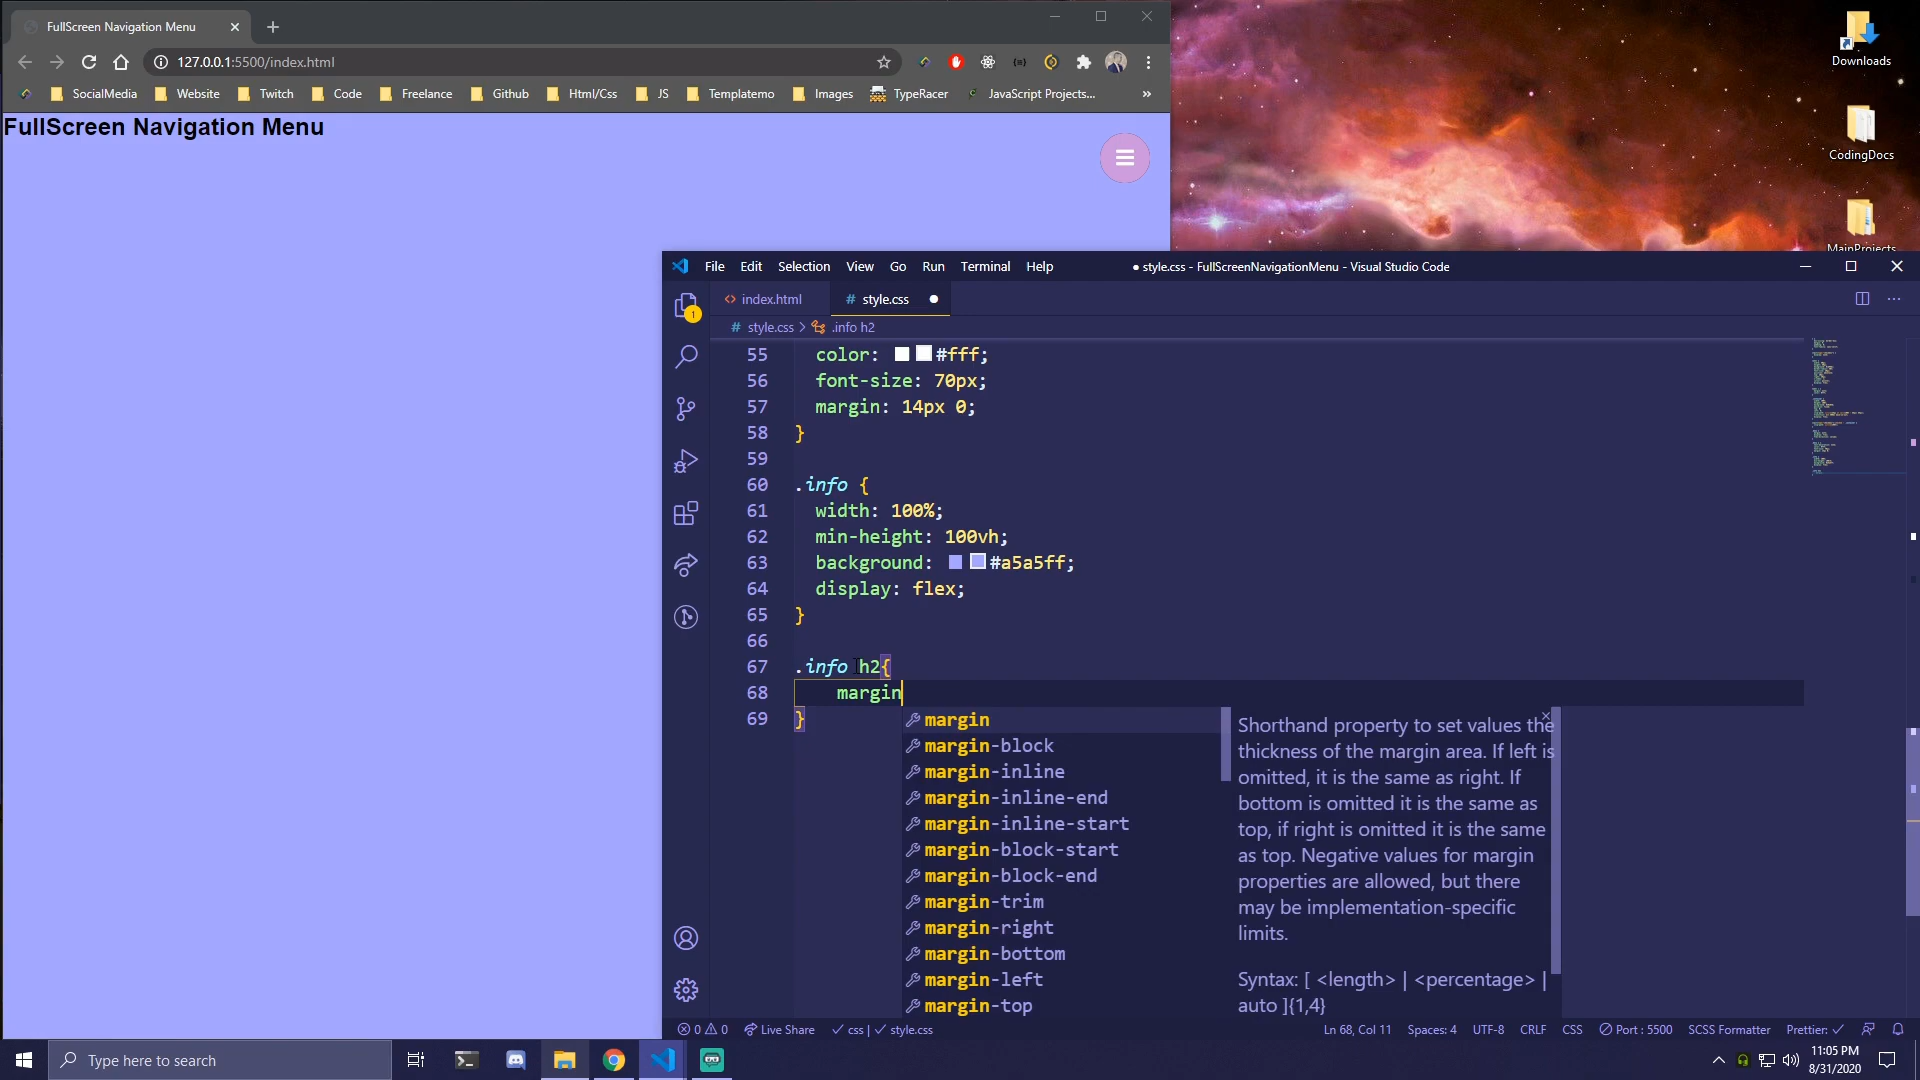 FullScreen Navigation Menu
127.0.0.1:5500/index.html
SocialMedia Website Twitch Code Freelance Github Html/Css JS Templatemo Images TypeRacer JavaScript Projects... »
FullScreen Navigation Menu
Downloads
CodingDocs
MainProjects
File Edit Selection View Go Run Terminal Help
● style.css - FullScreenNavigationMenu - Visual Studio Code
1
<> index.html
# style.css ●
# style.css > .info h2
55 color: #fff;
56 font-size: 70px;
57 margin: 14px 0;
58 }
59
60 .info {
61 width: 100%;
62 min-height: 100vh;
63 background: #a5a5ff;
64 display: flex;
65 }
66
67 .info h2{
68 margin
69 }
margin
margin-block
margin-inline
margin-inline-end
margin-inline-start
margin-block-start
margin-block-end
margin-trim
margin-right
margin-bottom
margin-left
margin-top
Shorthand property to set values the
thickness of the margin area. If left is
omitted, it is the same as right. If
bottom is omitted it is the same as
top, if right is omitted it is the same
as top. Negative values for margin
properties are allowed, but there
may be implementation-specific
limits.
Syntax: [ <length> | <percentage> |
auto ]{1,4}
0 0 Live Share ✓ css | ✓ style.css
Ln 68, Col 11 Spaces: 4 UTF-8 CRLF CSS Port : 5500 SCSS Formatter Prettier: ✓
Type here to search
11:05 PM
8/31/2020